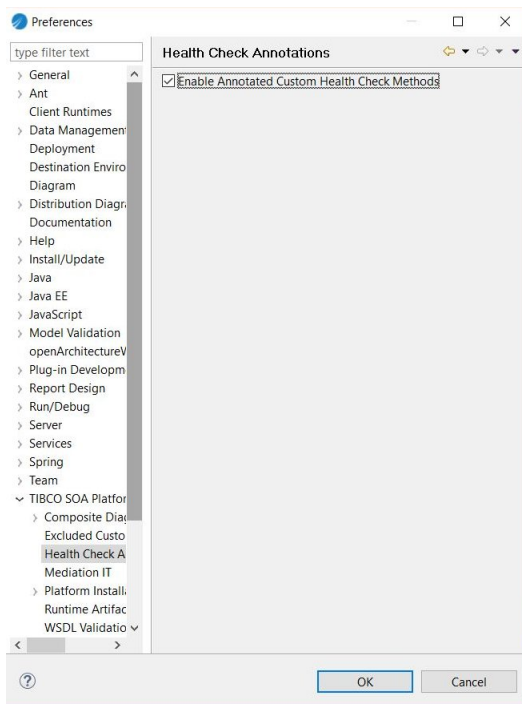 Preferences
type filter text
Health Check Annotations
General
Ant
Client Runtimes
Data Management
Deployment
Destination Enviro
Diagram
Distribution Diagra
Documentation
Help
Install/Update
Java
Java EE
JavaScript
Model Validation
openArchitectureW
Plug-in Developm
Report Design
Run/Debug
Server
Services
Spring
Team
TIBCO SOA Platfor
Composite Diag
Excluded Custo
Health Check A
Mediation IT
Platform Installa
Runtime Artifac
WSDL Validatio
Enable Annotated Custom Health Check Methods
?
OK
Cancel